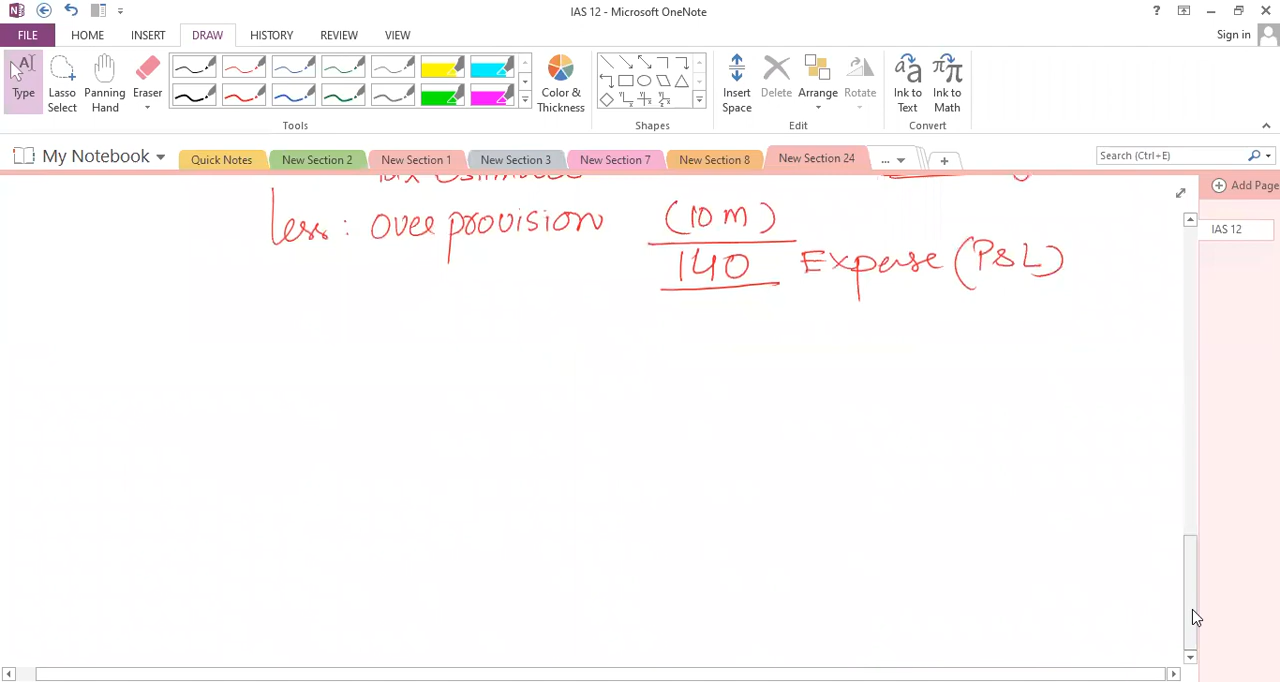 IAS 12 - Microsoft OneNote
FILE HOME INSERT DRAW HISTORY REVIEW VIEW Sign in
Type Lasso Select Panning Hand Eraser Color & Thickness Insert Space Delete Arrange Rotate Ink to Text Ink to Math
Tools Shapes Edit Convert
My Notebook Quick Notes New Section 2 New Section 1 New Section 3 New Section 7 New Section 8 New Section 24 ... Search (Ctrl+E)
Add Page
IAS 12
less: over provision (10 m)
140 Expense (P&L)